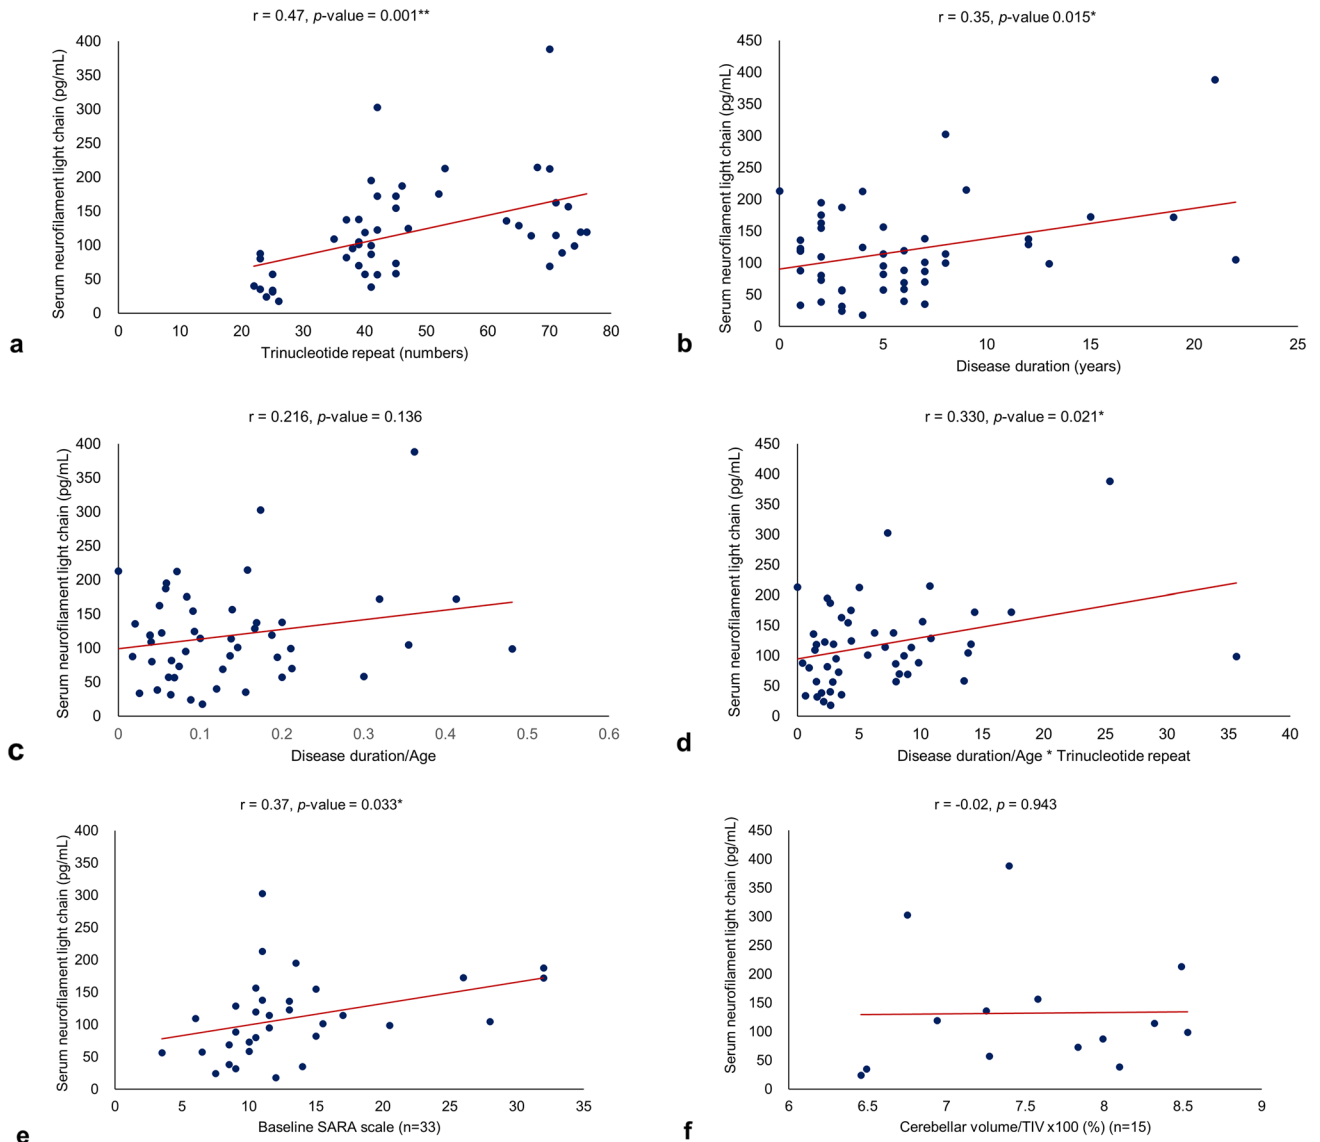 r = 0.47, p-value = 0.001**
Serum neurofilament light chain (pg/mL)
400
350
300
250
200
150
100
50
0
0 10 20 30 40 50 60 70 80
Trinucleotide repeat (numbers)
a
r = 0.35, p-value 0.015*
Serum neurofilament light chain (pg/mL)
450
400
350
300
250
200
150
100
50
0
0 5 10 15 20 25
Disease duration (years)
b
r = 0.216, p-value = 0.136
Serum neurofilament light chain (pg/mL)
400
350
300
250
200
150
100
50
0
0 0.1 0.2 0.3 0.4 0.5 0.6
Disease duration/Age
c
r = 0.330, p-value = 0.021*
Serum neurofilament light chain (pg/mL)
450
400
350
300
250
200
150
100
50
0
0 5 10 15 20 25 30 35 40
Disease duration/Age * Trinucleotide repeat
d
r = 0.37, p-value = 0.033*
Serum neurofilament light chain (pg/mL)
400
350
300
250
200
150
100
50
0
0 5 10 15 20 25 30 35
Baseline SARA scale (n=33)
e
r = -0.02, p = 0.943
Serum neurofilament light chain (pg/mL)
450
400
350
300
250
200
150
100
50
0
6 6.5 7 7.5 8 8.5 9
Cerebellar volume/TIV x100 (%) (n=15)
f